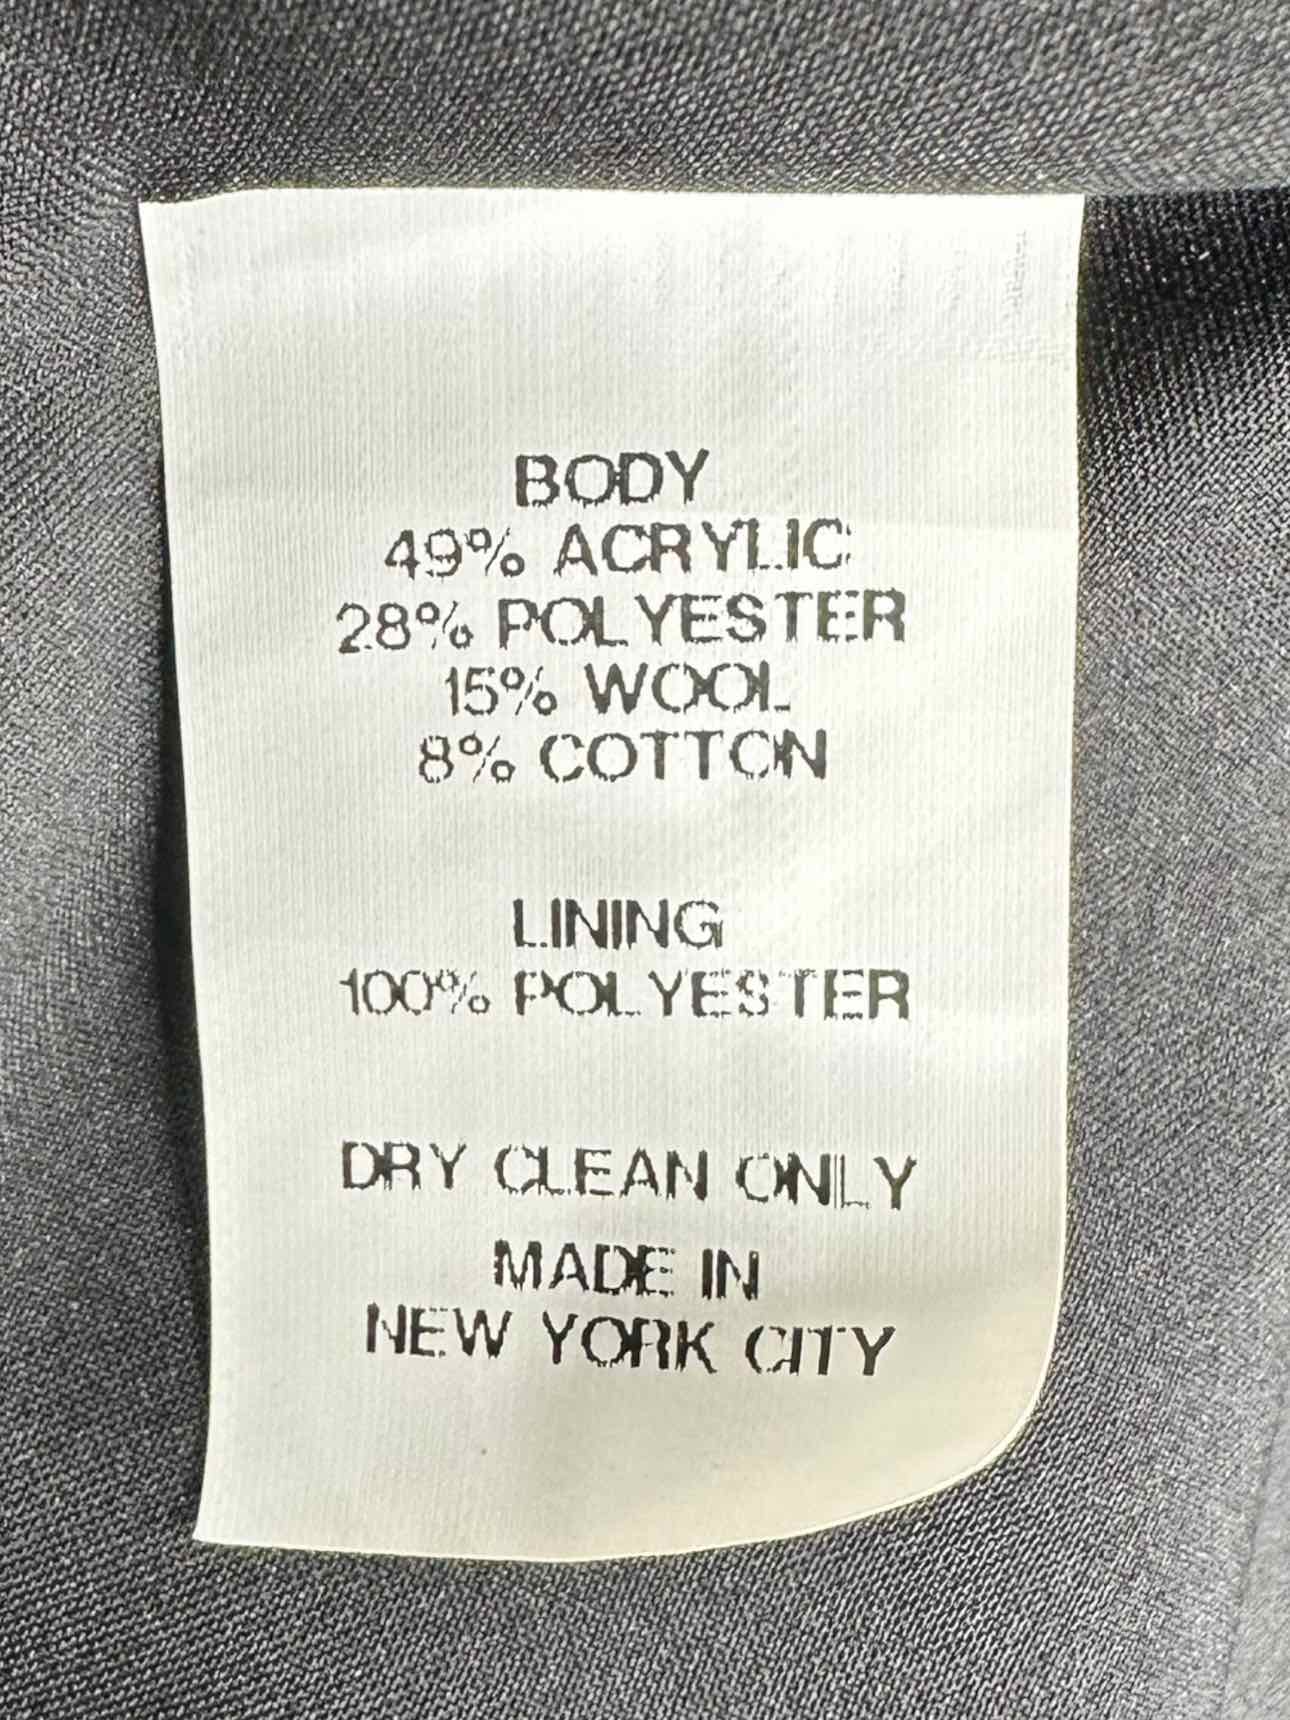 BODY
49% ACRYLIC
28% POLYESTER
15% WOOL
8% COTTON
LINING
100% POLYESTER
DRY CLEAN ONLY
MADE IN
NEW YORK CITY